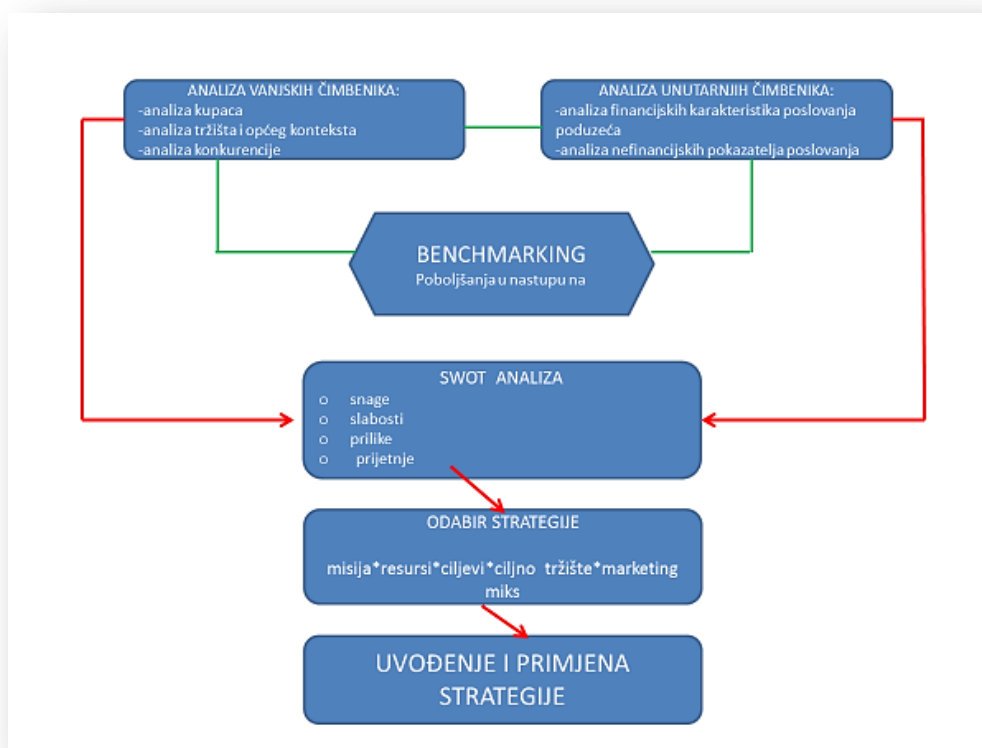 ANALIZA VANJSKIH ČIMBENIKA:
-analiza kupaca
-analiza tržišta i općeg konteksta
-analiza konkurencije
ANALIZA UNUTARNJIH ČIMBENIKA:
-analiza financijskih karakteristika poslovanja
poduzeća
-analiza nefinancijskih pokazatelja poslovanja
BENCHMARKING
Poboljšanja u nastupu na
SWOT ANALIZA
o snage
o slabosti
o prilike
o prijetnje
ODABIR STRATEGIJE
misija*resursi*ciljevi*ciljno tržište*marketing
miks
UVOĐENJE I PRIMJENA
STRATEGIJE